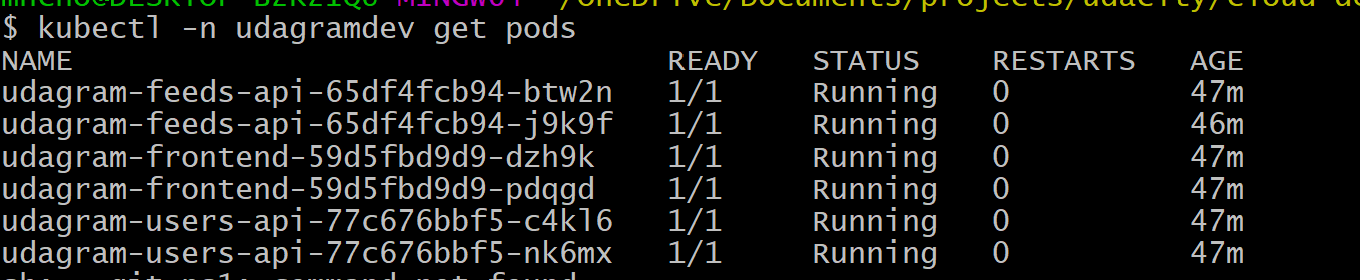 $ kubectl -n udagramdev get pods
NAME READY STATUS RESTARTS AGE
udagram-feeds-api-65df4fcb94-btw2n 1/1 Running 0 47m
udagram-feeds-api-65df4fcb94-j9k9f 1/1 Running 0 46m
udagram-frontend-59d5fbd9d9-dzh9k 1/1 Running 0 47m
udagram-frontend-59d5fbd9d9-pdqgd 1/1 Running 0 47m
udagram-users-api-77c676bbf5-c4kl6 1/1 Running 0 47m
udagram-users-api-77c676bbf5-nk6mx 1/1 Running 0 47m